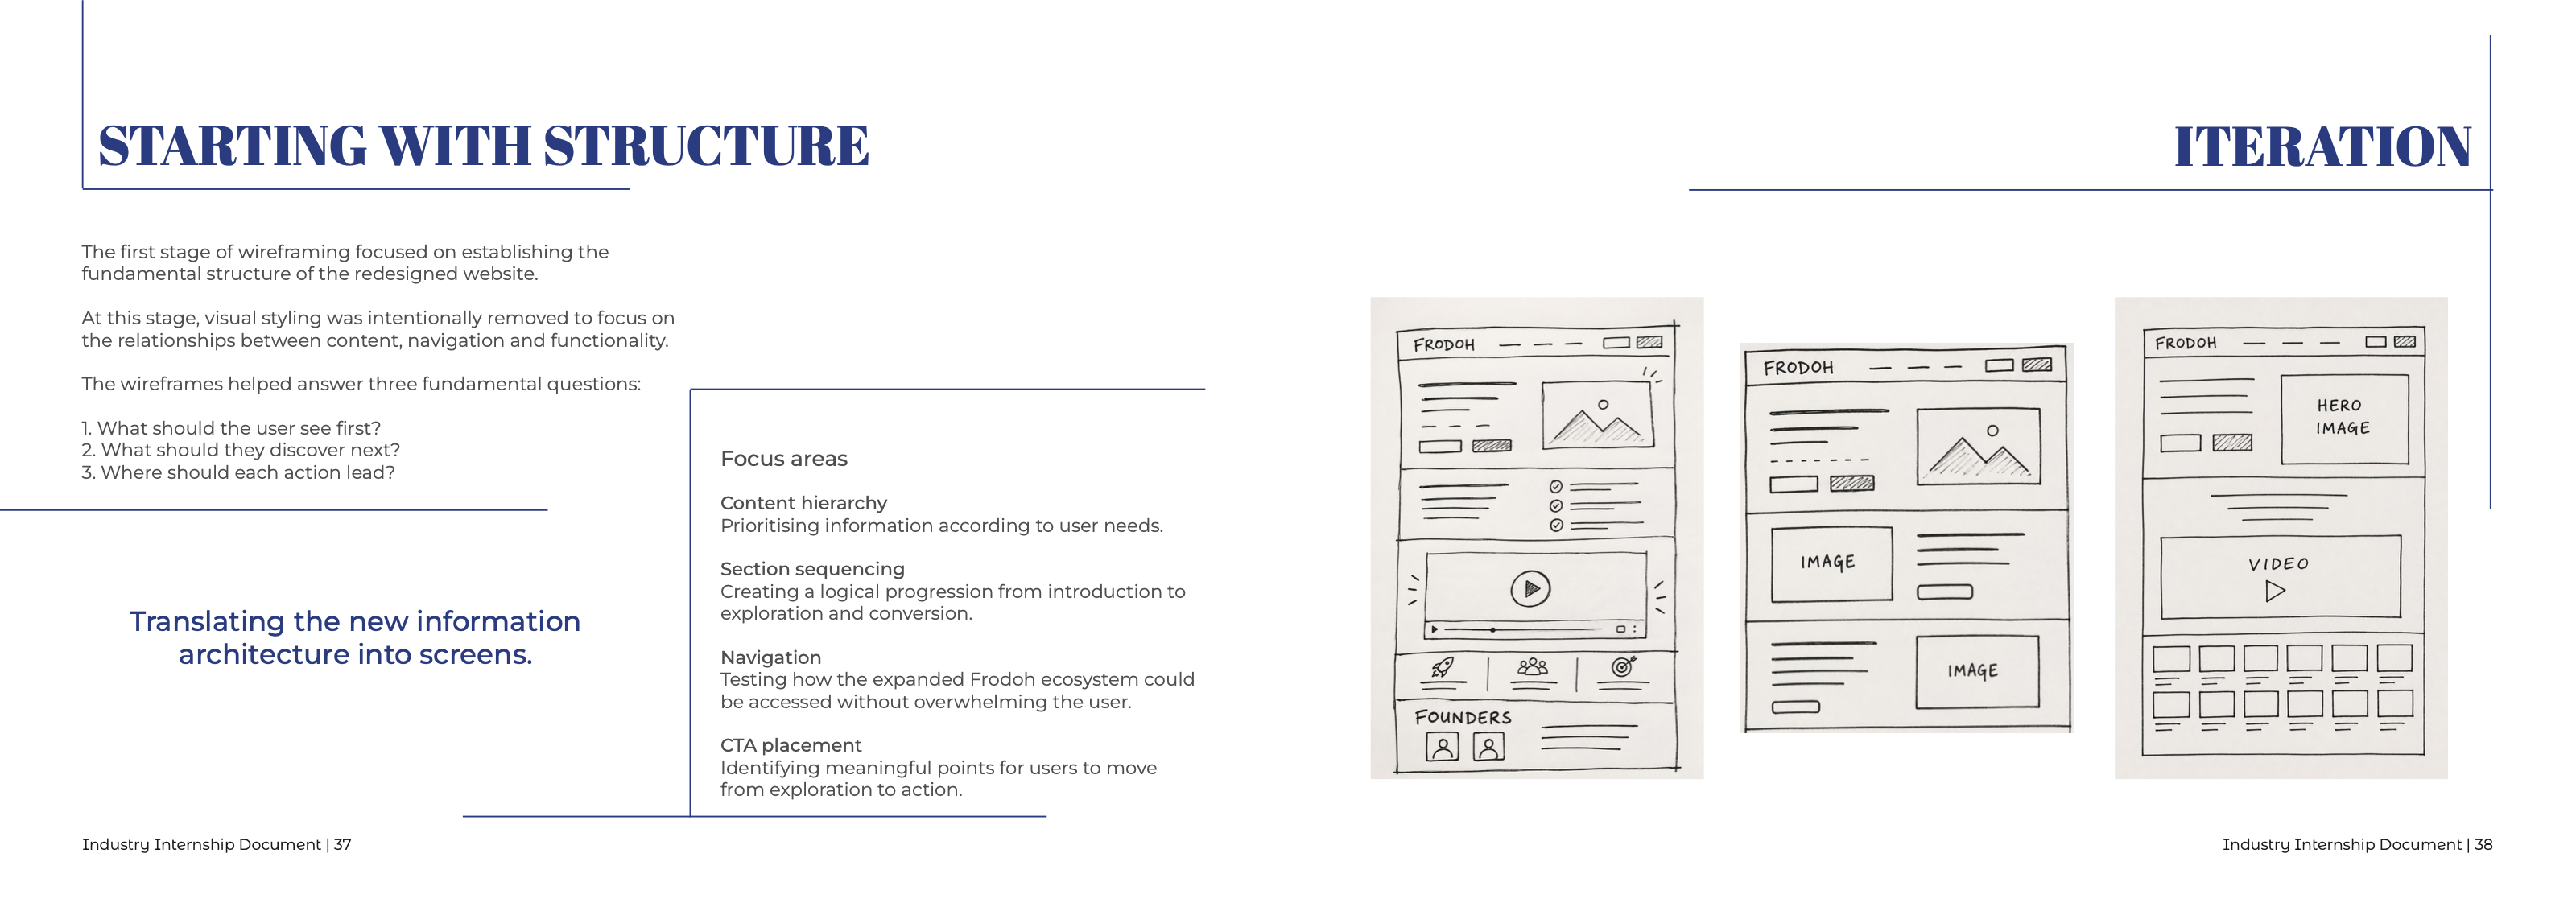 STARTING WITH STRUCTURE
The first stage of wireframing focused on establishing the
fundamental structure of the redesigned website.
At this stage, visual styling was intentionally removed to focus on
the relationships between content, navigation and functionality.
The wireframes helped answer three fundamental questions:
1. What should the user see first?
2. What should they discover next?
3. Where should each action lead?
Translating the new information
architecture into screens.
Focus areas
Content hierarchy
Prioritising information according to user needs.
Section sequencing
Creating a logical progression from introduction to
exploration and conversion.
Navigation
Testing how the expanded Frodoh ecosystem could
be accessed without overwhelming the user.
CTA placement
Identifying meaningful points for users to move
from exploration to action.
Industry Internship Document | 37
ITERATION
FRODOH
FOUNDERS
FRODOH
IMAGE
IMAGE
FRODOH
HERO
IMAGE
VIDEO
Industry Internship Document | 38